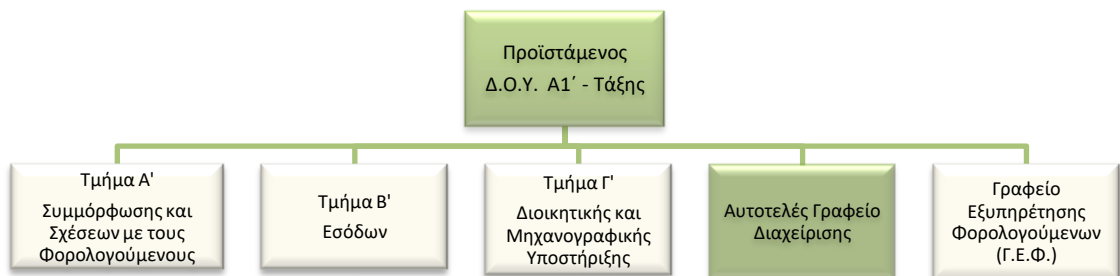 Προϊστάμενος
Δ.Ο.Υ. Α1΄ - Τάξης
Τμήμα Α'
Συμμόρφωσης και
Σχέσεων με τους
Φορολογούμενους
Τμήμα Β'
Εσόδων
Τμήμα Γ'
Διοικητικής και
Μηχανογραφικής
Υποστήριξης
Αυτοτελές Γραφείο
Διαχείρισης
Γραφείο
Εξυπηρέτησης
Φορολογούμενων
(Γ.Ε.Φ.)